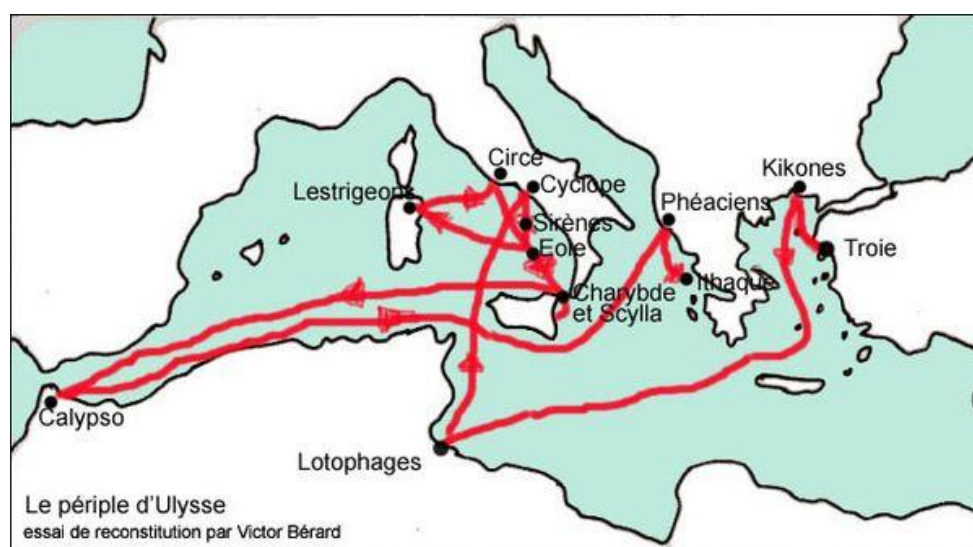 Circé
Cyclope
Kikones
Lestrigeons
Phéaciens
Sirènes
Eole
Troie
Ithaque
Charybde
et Scylla
Calypso
Lotophages
Le périple d'Ulysse
essai de reconstitution par Victor Bérard